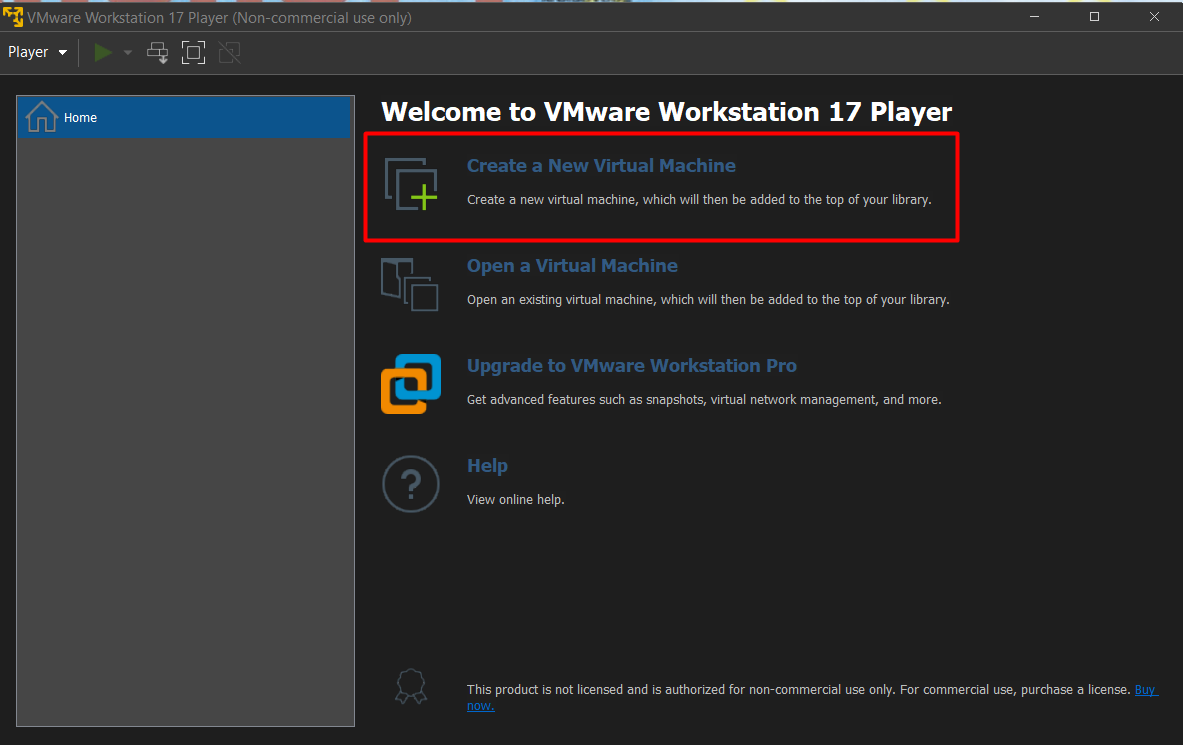 VMware Workstation 17 Player (Non-commercial use only)
Player
Home
Welcome to VMware Workstation 17 Player
Create a New Virtual Machine
Create a new virtual machine, which will then be added to the top of your library.
Open a Virtual Machine
Open an existing virtual machine, which will then be added to the top of your library.
Upgrade to VMware Workstation Pro
Get advanced features such as snapshots, virtual network management, and more.
?
Help
View online help.
This product is not licensed and is authorized for non-commercial use only. For commercial use, purchase a license. Buy
now.